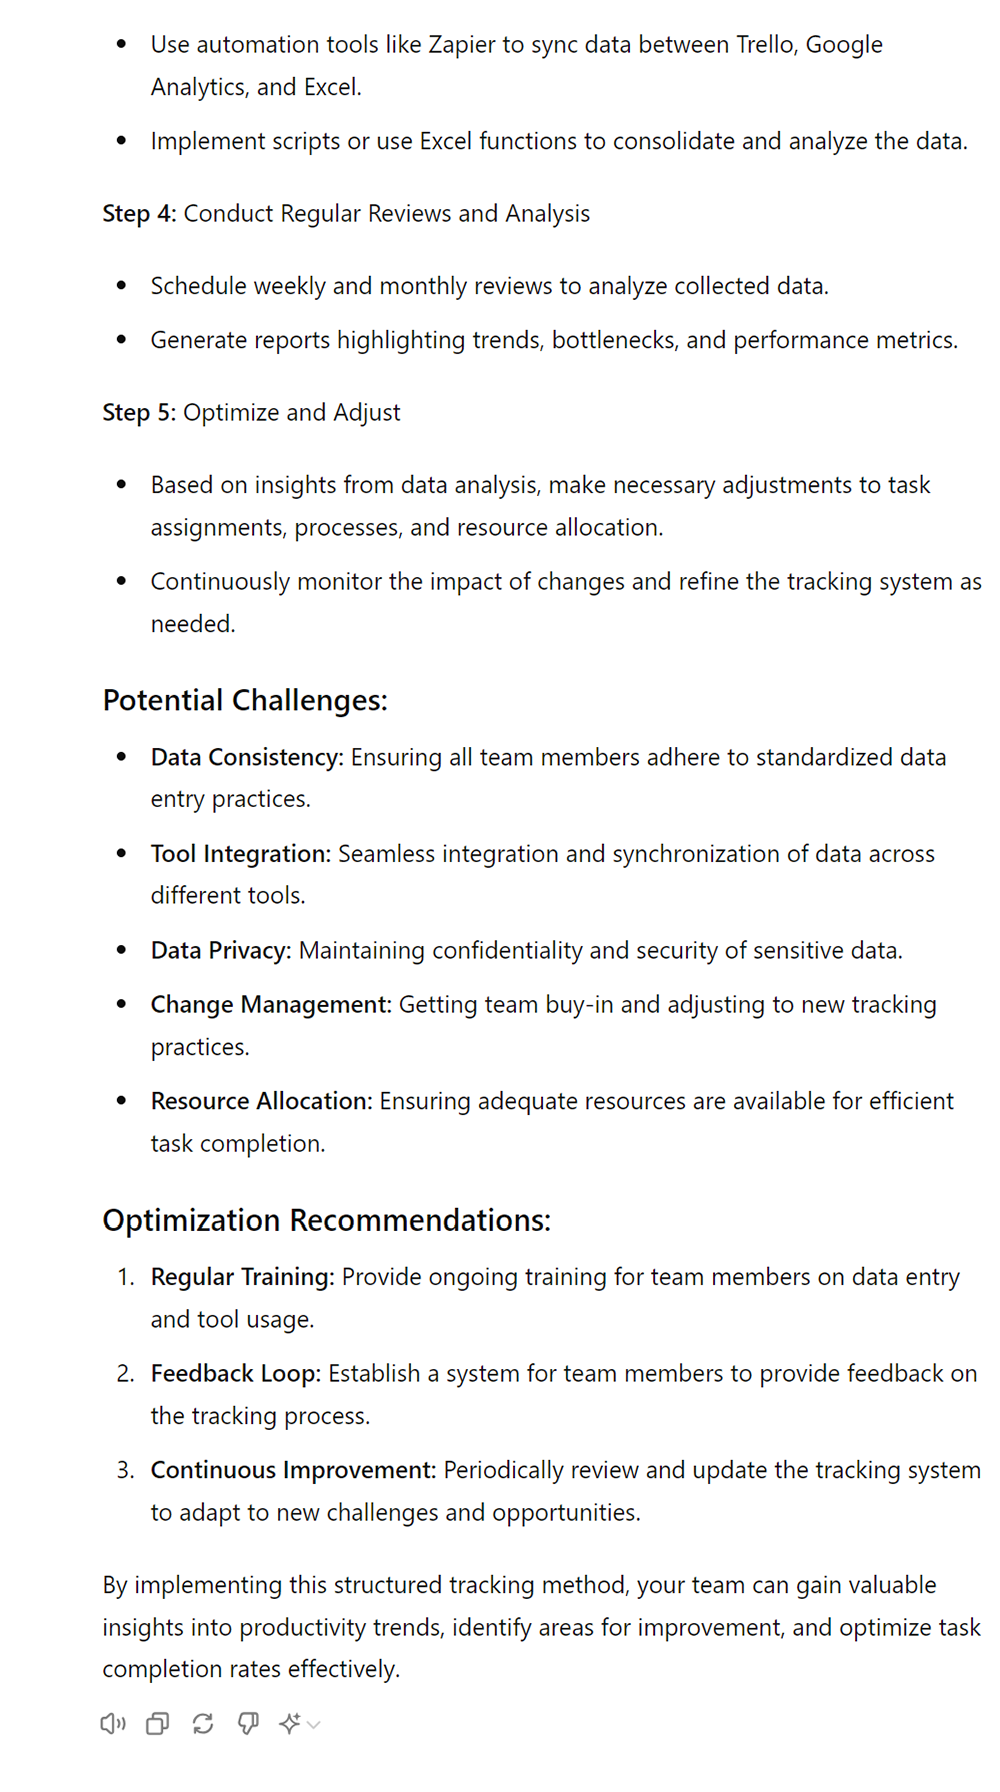 • Use automation tools like Zapier to sync data between Trello, Google
Analytics, and Excel.
• Implement scripts or use Excel functions to consolidate and analyze the data.
Step 4: Conduct Regular Reviews and Analysis
• Schedule weekly and monthly reviews to analyze collected data.
• Generate reports highlighting trends, bottlenecks, and performance metrics.
Step 5: Optimize and Adjust
• Based on insights from data analysis, make necessary adjustments to task
assignments, processes, and resource allocation.
• Continuously monitor the impact of changes and refine the tracking system as
needed.
Potential Challenges:
• Data Consistency: Ensuring all team members adhere to standardized data
entry practices.
• Tool Integration: Seamless integration and synchronization of data across
different tools.
• Data Privacy: Maintaining confidentiality and security of sensitive data.
• Change Management: Getting team buy-in and adjusting to new tracking
practices.
• Resource Allocation: Ensuring adequate resources are available for efficient
task completion.
Optimization Recommendations:
1. Regular Training: Provide ongoing training for team members on data entry
and tool usage.
2. Feedback Loop: Establish a system for team members to provide feedback on
the tracking process.
3. Continuous Improvement: Periodically review and update the tracking system
to adapt to new challenges and opportunities.
By implementing this structured tracking method, your team can gain valuable
insights into productivity trends, identify areas for improvement, and optimize task
completion rates effectively.